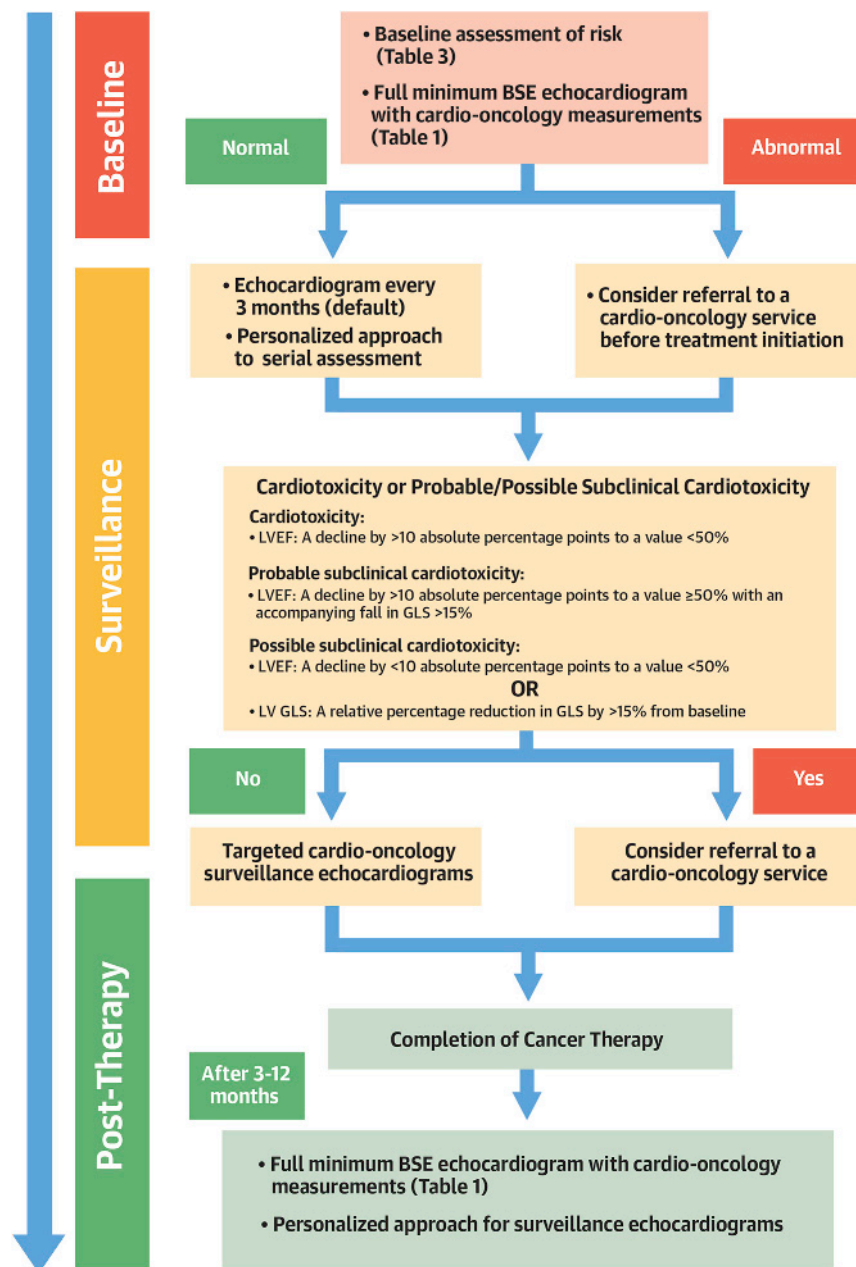 Baseline
• Baseline assessment of risk
(Table 3)
• Full minimum BSE echocardiogram
with cardio-oncology measurements
(Table 1)
Normal
Abnormal
Surveillance
• Echocardiogram every
3 months (default)
• Personalized approach
to serial assessment
• Consider referral to a
cardio-oncology service
before treatment initiation
Cardiotoxicity or Probable/Possible Subclinical Cardiotoxicity
Cardiotoxicity:
• LVEF: A decline by >10 absolute percentage points to a value <50%
Probable subclinical cardiotoxicity:
• LVEF: A decline by >10 absolute percentage points to a value ≥50% with an
accompanying fall in GLS >15%
Possible subclinical cardiotoxicity:
• LVEF: A decline by <10 absolute percentage points to a value <50%
OR
• LV GLS: A relative percentage reduction in GLS by >15% from baseline
No
Yes
Targeted cardio-oncology
surveillance echocardiograms
Consider referral to a
cardio-oncology service
Post-Therapy
Completion of Cancer Therapy
After 3-12
months
• Full minimum BSE echocardiogram with cardio-oncology
measurements (Table 1)
• Personalized approach for surveillance echocardiograms